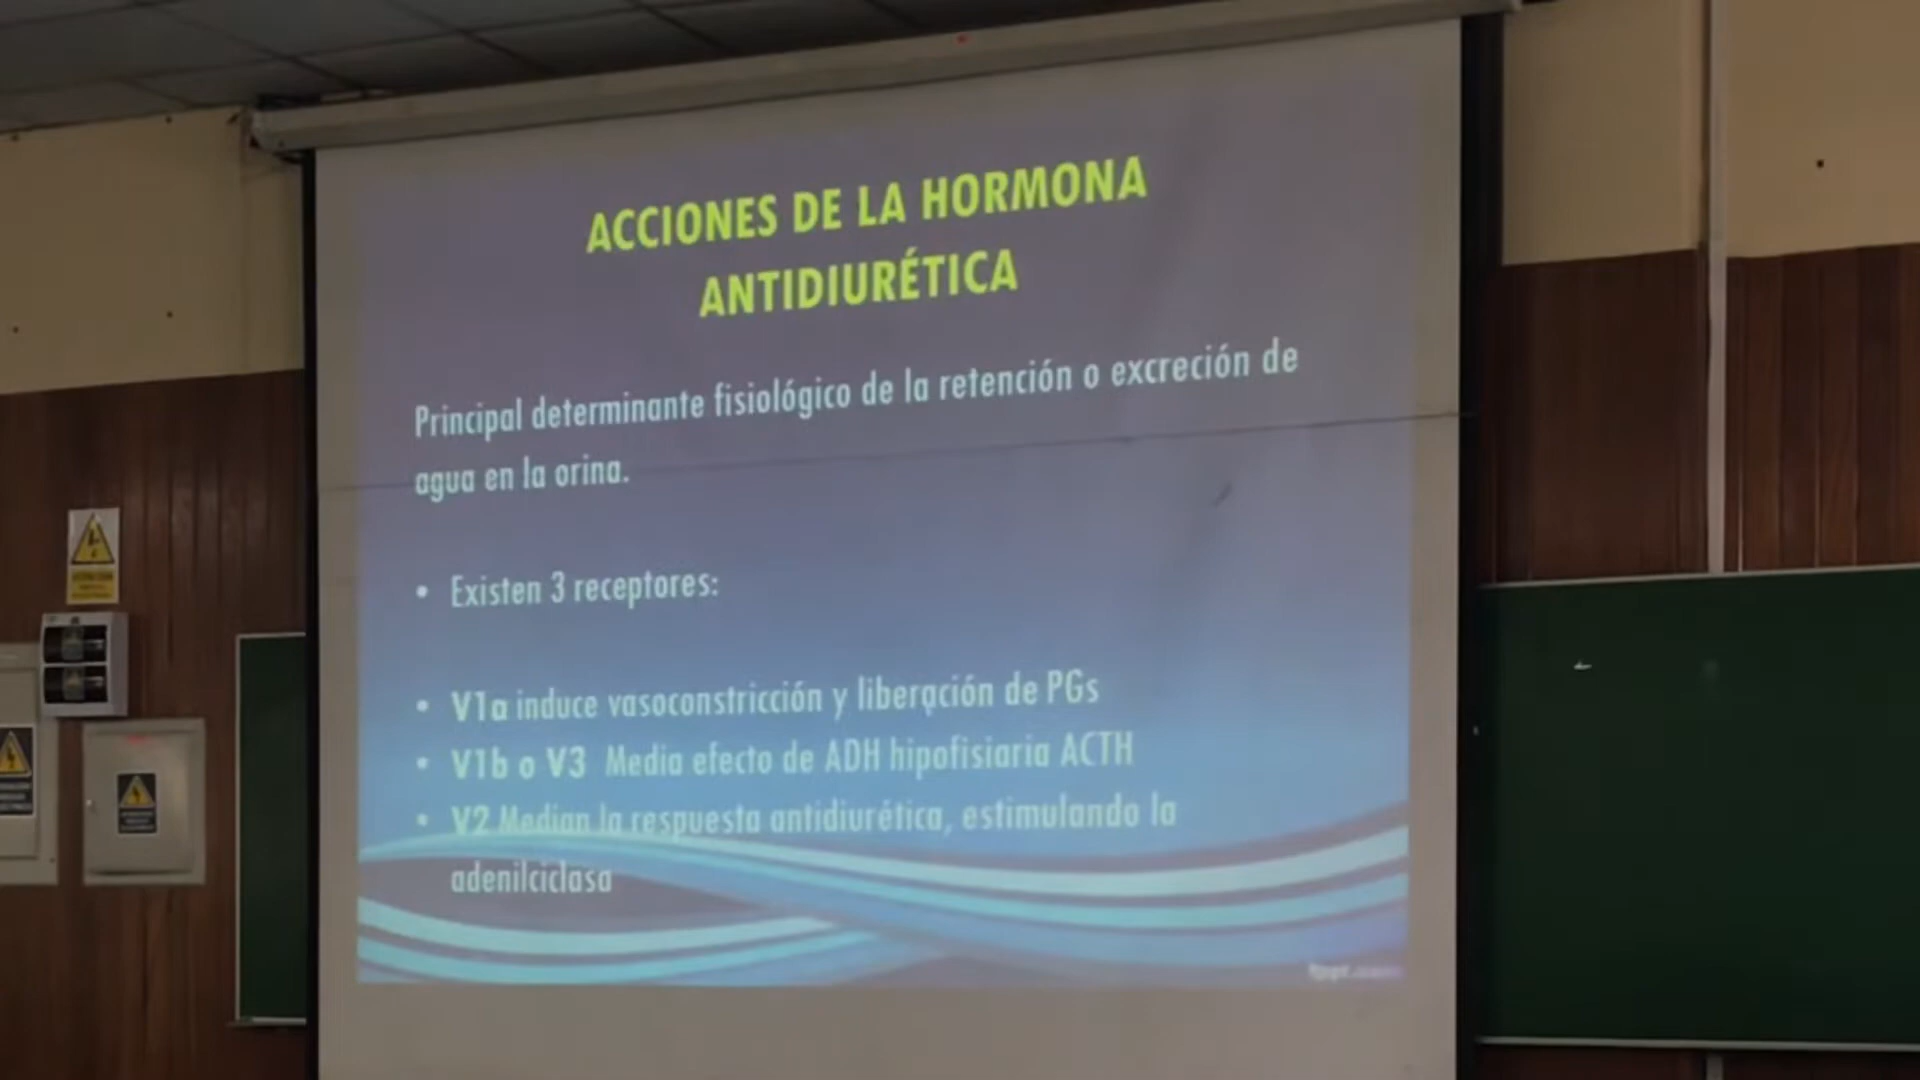 ACCIONES DE LA HORMONA
ANTIDIURÉTICA
Principal determinante fisiológico de la retención o excreción de
agua en la orina.
• Existen 3 receptores:
• V1a induce vasoconstricción y liberación de PGs
• V1b o V3 Media efecto de ADH hipofisiaria ACTH
• V2 Median la respuesta antidiurética, estimulando la
adenilciclasa